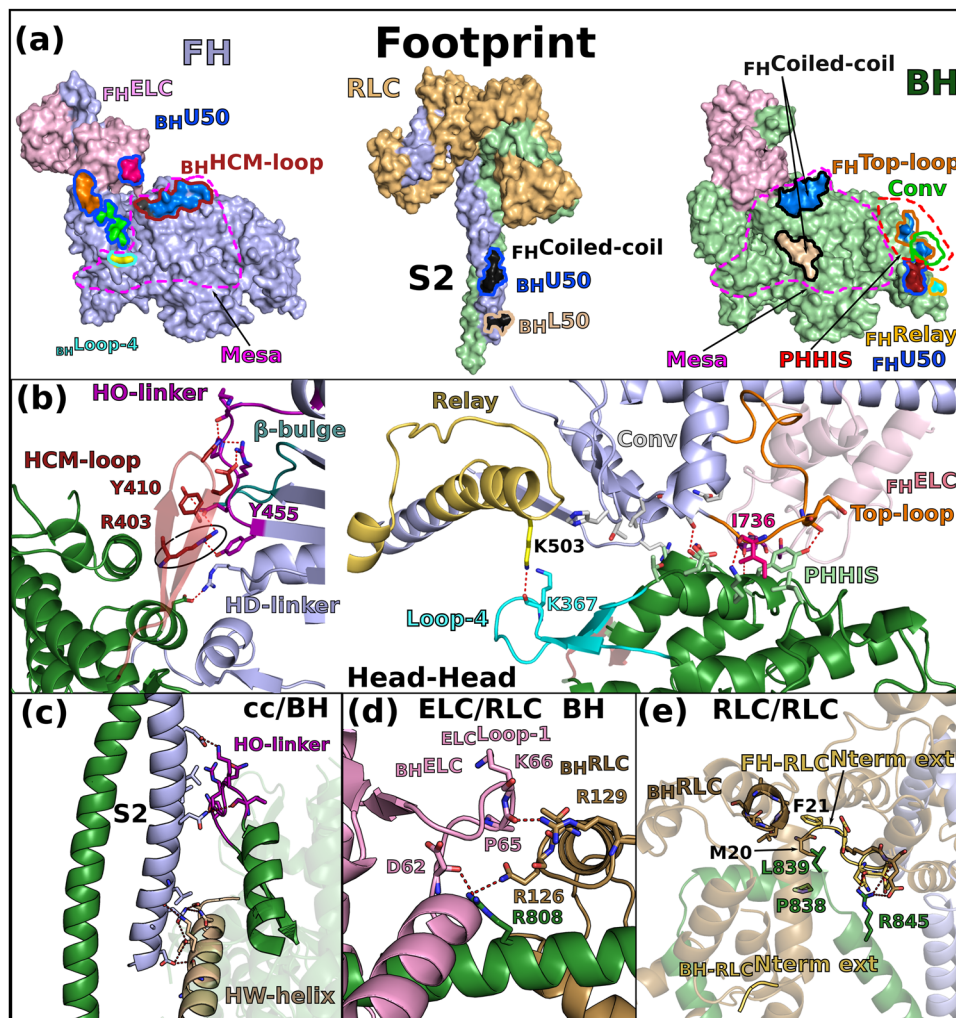 (a)
FH
Footprint
BH
FHELC
BHU50
BHHCM-loop
BHLoop-4
Mesa
RLC
S2
FHCoiled-coil
BHU50
BHL50
FHCoiled-coil
FHTop-loop
Conv
Mesa
PHHIS
FHRelay
FHU50
(b)
HO-linker
β-bulge
HCM-loop
Y410
R403
Y455
HD-linker
Relay
Conv
FHELC
Top-loop
I736
K503
K367
PHHIS
Loop-4
Head-Head
(c)
cc/BH
HO-linker
S2
HW-helix
(d)
ELC/RLC BH
ELCLoop-1
K66
BHELC
BHRLC
R129
P65
D62
R126
R808
(e)
RLC/RLC
FH-RLCNterm ext
BHRLC
F21
M20
L839
P838
R845
BH-RLCNterm ext